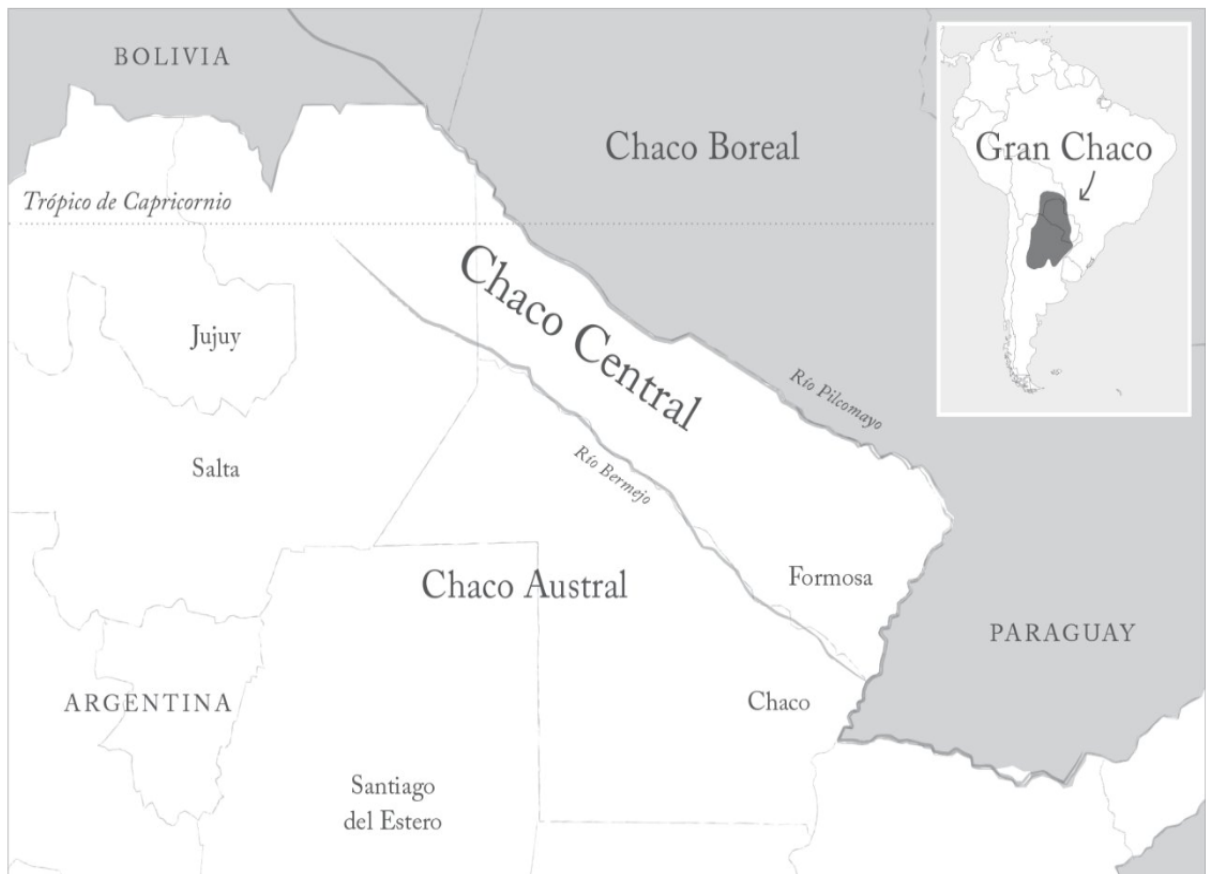 BOLIVIA
Chaco Boreal
Gran Chaco
Trópico de Capricornio
Chaco Central
Jujuy
Río Pilcomayo
Salta
Río Bermejo
Chaco Austral
Formosa
PARAGUAY
ARGENTINA
Chaco
Santiago
del Estero